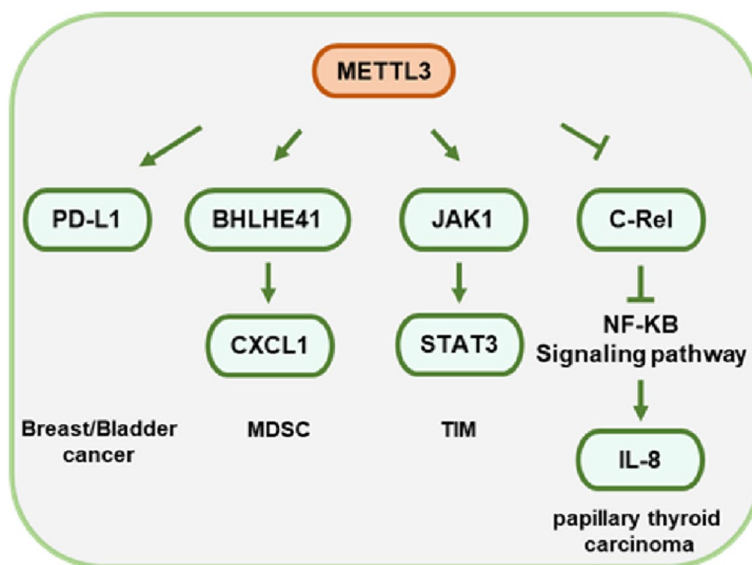 METTL3
PD-L1
BHLHE41
JAK1
C-Rel
CXCL1
STAT3
NF-KB
Signaling pathway
Breast/Bladder
cancer
MDSC
TIM
IL-8
papillary thyroid
carcinoma